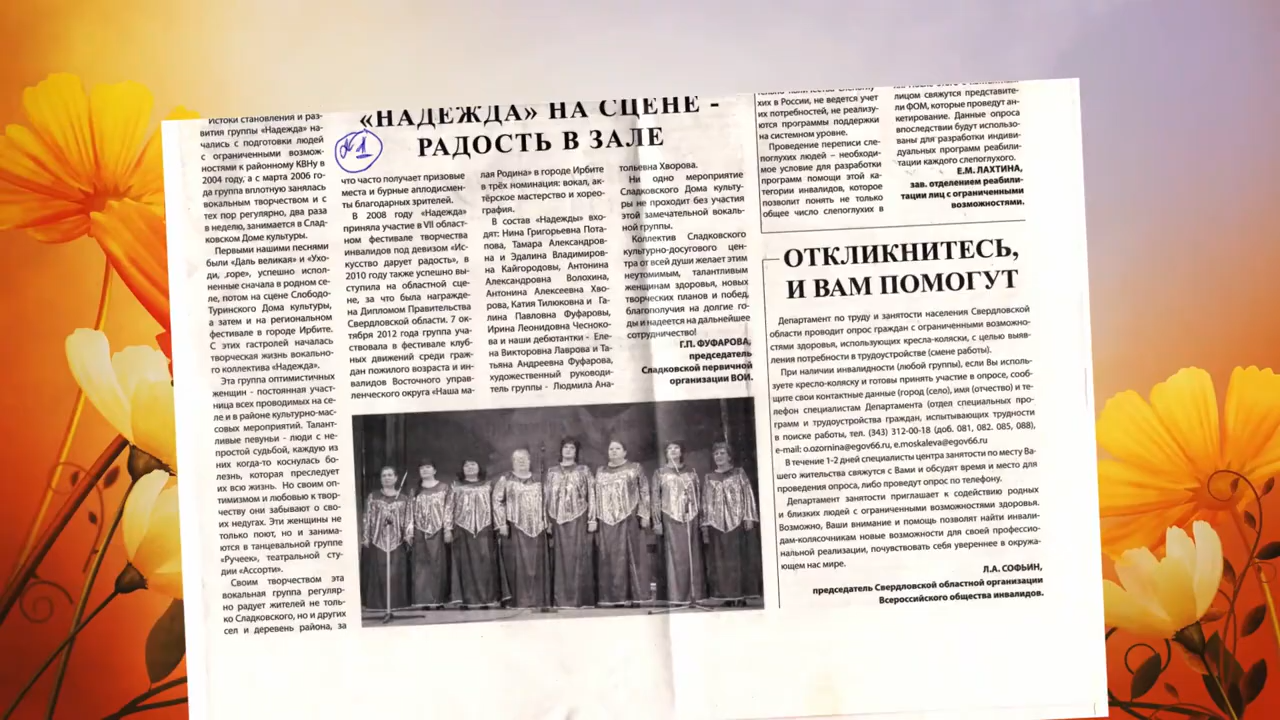 «НАДЕЖДА» НА СЦЕНЕ -
РАДОСТЬ В ЗАЛЕ
№1
Истоки становления и раз-
вития группы «Надежда» на-
чались с подготовки людей
с ограниченными возмож-
ностями к районному КВНу в
2004 году, а с марта 2006 го-
да группа вплотную занялась
вокальным творчеством и с
тех пор регулярно, два раза
в неделю, занимается в Слад-
ковском Доме культуры.
Первыми нашими песнями
были «Даль великая» и «Ухо-
ди, горе», успешно испол-
ненные сначала в родном се-
ле, потом на сцене Слободо-
Туринского Дома культуры,
а затем и на региональном
фестивале в городе Ирбите.
С этих гастролей началась
творческая жизнь вокально-
го коллектива «Надежда».
Эта группа оптимистичных
женщин - постоянная участ-
ница всех проводимых на се-
ле и в районе культурно-мас-
совых мероприятий. Талант-
ливые певуньи - люди с не-
простой судьбой, каждую из
них когда-то коснулась бо-
лезнь, которая преследует
их всю жизнь. Но своим оп-
тимизмом и любовью к твор-
честву они забывают о сво-
их недугах. Эти женщины не
только поют, но и занима-
ются в танцевальной группе
«Ручеек», театральной сту-
дии «Ассорти».
Своим творчеством эта
вокальная группа регуляр-
но радует жителей не толь-
ко Сладковского, но и других
сел и деревень района, за
что часто получает призовые
места и бурные аплодисмен-
ты благодарных зрителей.
В 2008 году «Надежда»
приняла участие в VII област-
ном фестивале творчества
инвалидов под девизом «Ис-
кусство дарует радость», в
2010 году также успешно вы-
ступила на областной сце-
не, за что была награжде-
на Дипломом Правительства
Свердловской области. 7 ок-
тября 2012 года группа уча-
ствовала в фестивале клуб-
ных движений среди граж-
дан пожилого возраста и ин-
валидов Восточного управ-
ленческого округа «Наша ма-
лая Родина» в городе Ирбите
в трёх номинация: вокал, ак-
тёрское мастерство и хорео-
графия.
В состав «Надежды» вхо-
дят: Нина Григорьевна Пота-
пова, Тамара Александров-
на и Эдалина Владимиров-
на Кайгородовы, Антонина
Александровна Волохина,
Антонина Алексеевна Хво-
рова, Катия Тилюковна и Га-
лина Павловна Фуфаровы,
Ирина Леонидовна Чесноко-
ва и наши дебютантки - Еле-
на Викторовна Лаврова и Та-
тьяна Андреевна Фуфарова,
художественный руководи-
тель группы - Людмила Ана-
тольевна Хворова.
Ни одно мероприятие
Сладковского Дома культу-
ры не проходит без участия
этой замечательной вокаль-
ной группы.
Коллектив Сладковского
культурно-досугового цен-
тра от всей души желает этим
неутомимым, талантливым
женщинам здоровья, новых
творческих планов и побед,
благополучия на долгие го-
ды и надеется на дальнейшее
сотрудничество!
Г.П. ФУФАРОВА,
председатель
Сладковской первичной
организации ВОИ.
хих в России, не ведется учет
их потребностей, не реализу-
ются программы поддержки
на системном уровне.
Проведение переписи сле-
поглухих людей – необходи-
мое условие для разработки
программ помощи этой ка-
тегории инвалидов, которое
позволит понять не только
общее число слепоглухих в
лицом свяжутся представите-
ли ФОМ, которые проведут ан-
кетирование. Данные опроса
впоследствии будут использо-
ваны для разработки индиви-
дуальных программ реабили-
тации каждого слепоглухого.
Е.М. ЛАХТИНА,
зав. отделением реабили-
тации лиц с ограниченными
возможностями.
ОТКЛИКНИТЕСЬ,
И ВАМ ПОМОГУТ
Департамент по труду и занятости населения Свердловской
области проводит опрос граждан с ограниченными возможно-
стями здоровья, использующих кресла-коляски, с целью выяв-
ления потребности в трудоустройстве (смене работы).
При наличии инвалидности (любой группы), если Вы исполь-
зуете кресло-коляску и готовы принять участие в опросе, сооб-
щите свои контактные данные (город (село), имя (отчество) и те-
лефон специалистам Департамента (отдел специальных про-
грамм и трудоустройства граждан, испытывающих трудности
в поиске работы, тел. (343) 312-00-18 (доб. 081, 082. 085, 088),
e-mail: o.ozornina@egov66.ru, e.moskaleva@egov66.ru
В течение 1-2 дней специалисты центра занятости по месту Ва-
шего жительства свяжутся с Вами и обсудят время и место для
проведения опроса, либо проведут опрос по телефону.
Департамент занятости приглашает к содействию родных
и близких людей с ограниченными возможностями здоровья.
Возможно, Ваши внимание и помощь позволят найти инвали-
дам-колясочникам новые возможности для своей профессио-
нальной реализации, почувствовать себя увереннее в окружа-
ющем нас мире.
Л.А. СОФЬИН,
председатель Свердловской областной организации
Всероссийского общества инвалидов.